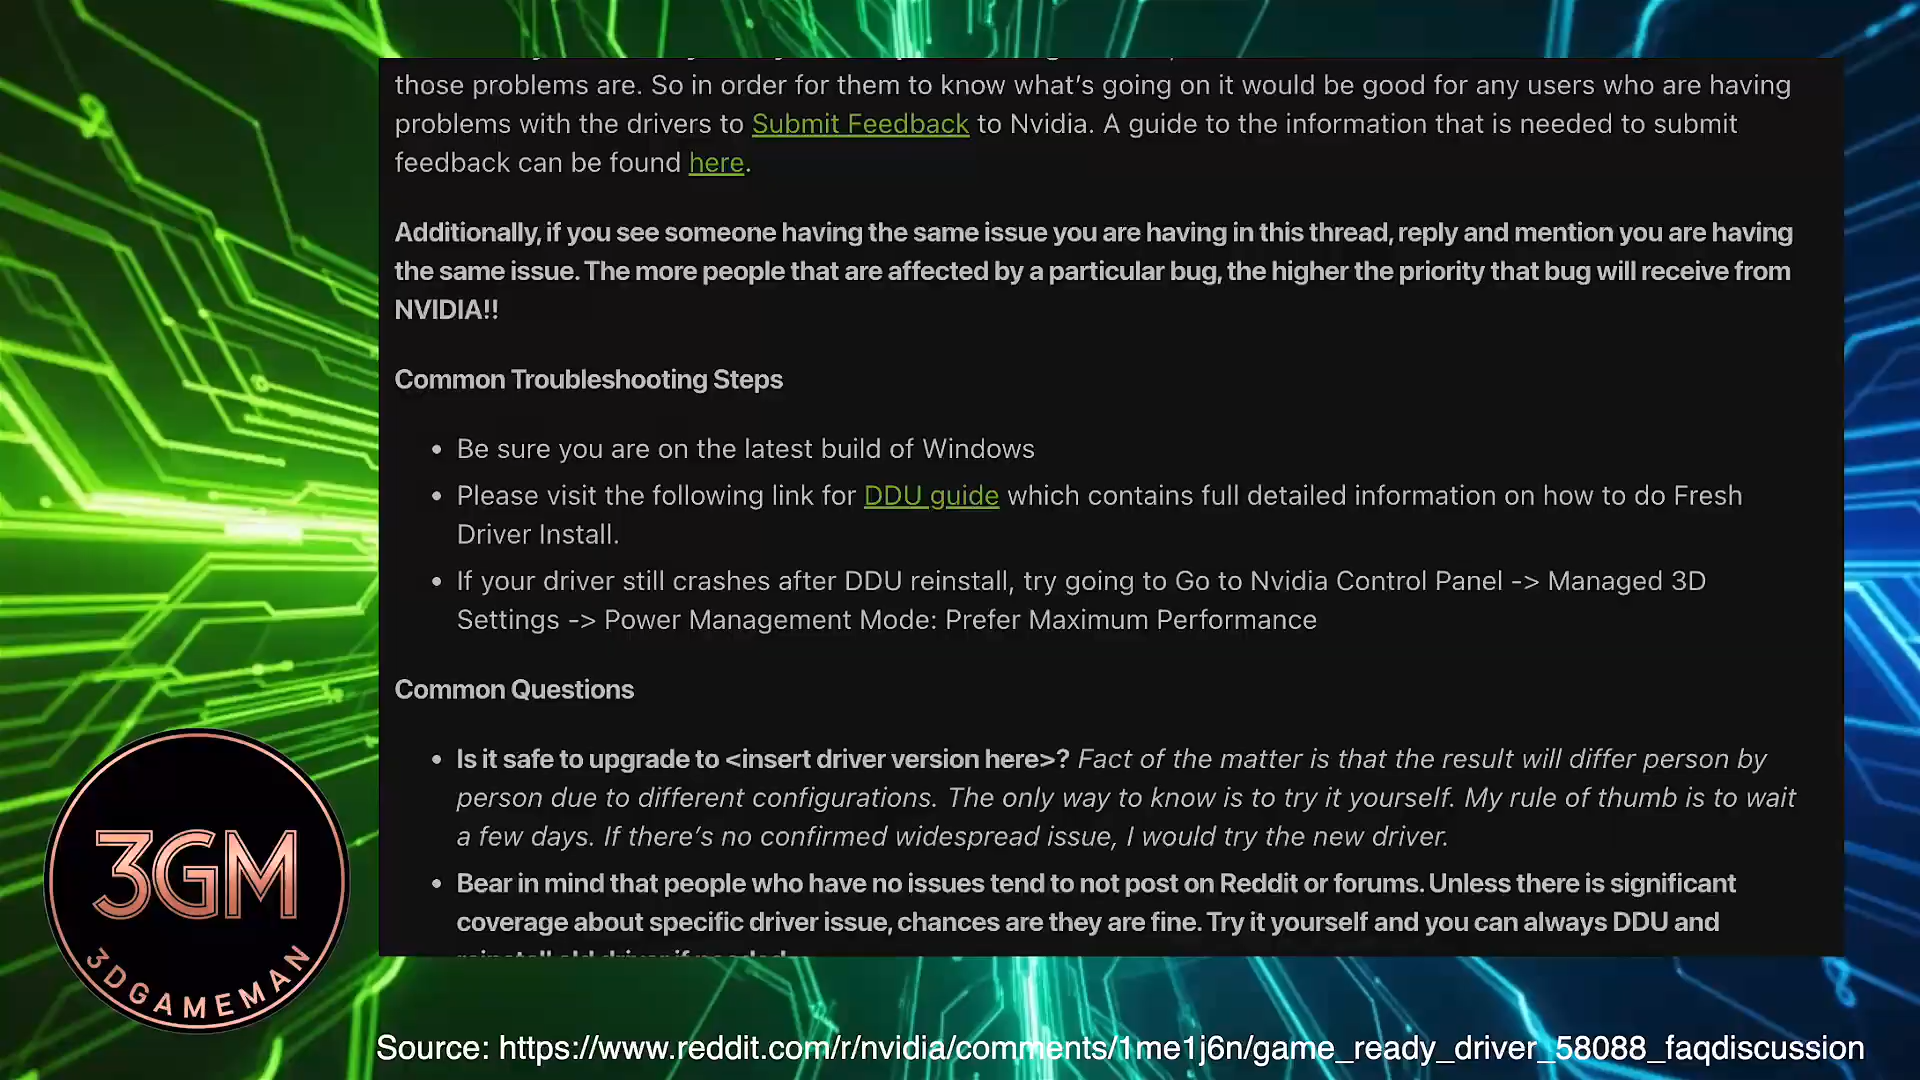 those problems are. So in order for them to know what's going on it would be good for any users who are having
problems with the drivers to Submit Feedback to Nvidia. A guide to the information that is needed to submit
feedback can be found here.
Additionally, if you see someone having the same issue you are having in this thread, reply and mention you are having
the same issue. The more people that are affected by a particular bug, the higher the priority that bug will receive from
NVIDIA!!
Common Troubleshooting Steps
• Be sure you are on the latest build of Windows
• Please visit the following link for DDU guide which contains full detailed information on how to do Fresh
Driver Install.
• If your driver still crashes after DDU reinstall, try going to Go to Nvidia Control Panel -> Managed 3D
Settings -> Power Management Mode: Prefer Maximum Performance
Common Questions
• Is it safe to upgrade to <insert driver version here>? Fact of the matter is that the result will differ person by
person due to different configurations. The only way to know is to try it yourself. My rule of thumb is to wait
a few days. If there's no confirmed widespread issue, I would try the new driver.
• Bear in mind that people who have no issues tend to not post on Reddit or forums. Unless there is significant
coverage about specific driver issue, chances are they are fine. Try it yourself and you can always DDU and
reinstall old driver if needed
3GM
3DGAMEMAN
Source: https://www.reddit.com/r/nvidia/comments/1me1j6n/game_ready_driver_58088_faqdiscussion